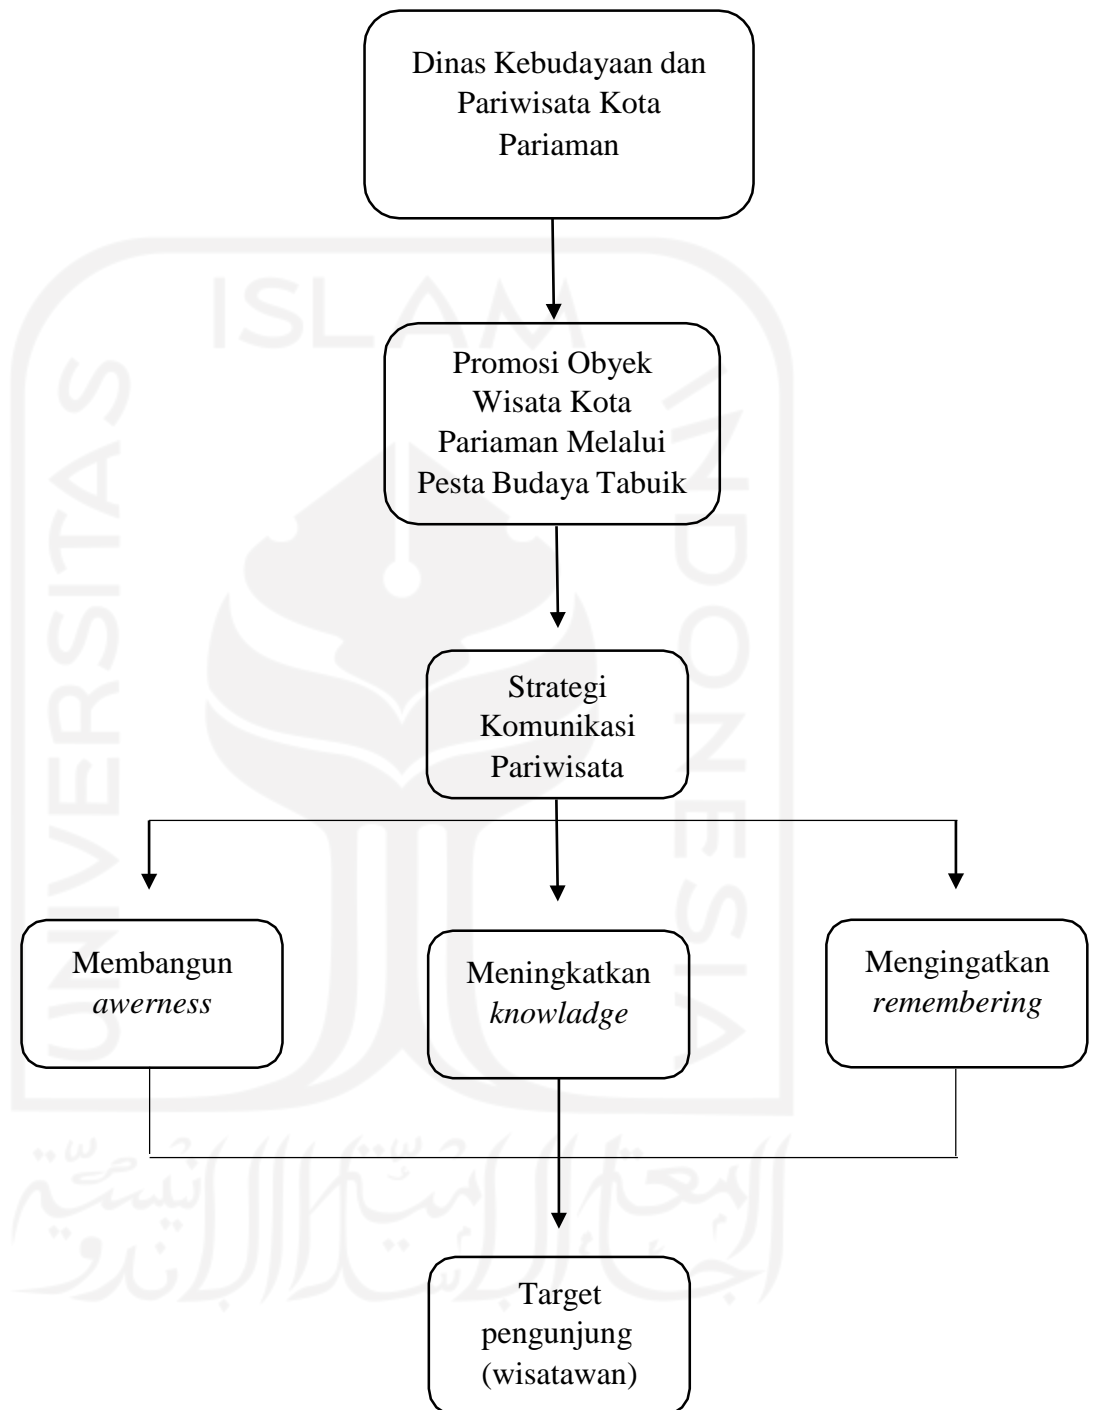 Dinas Kebudayaan dan
Pariwisata Kota
Pariaman
ISLAM
UNIVERSITAS
INDONESIA
Promosi Obyek
Wisata Kota
Pariaman Melalui
Pesta Budaya Tabuik
Strategi
Komunikasi
Pariwisata
Membangun
awerness
Meningkatkan
knowladge
Mengingatkan
remembering
Target
pengunjung
(wisatawan)